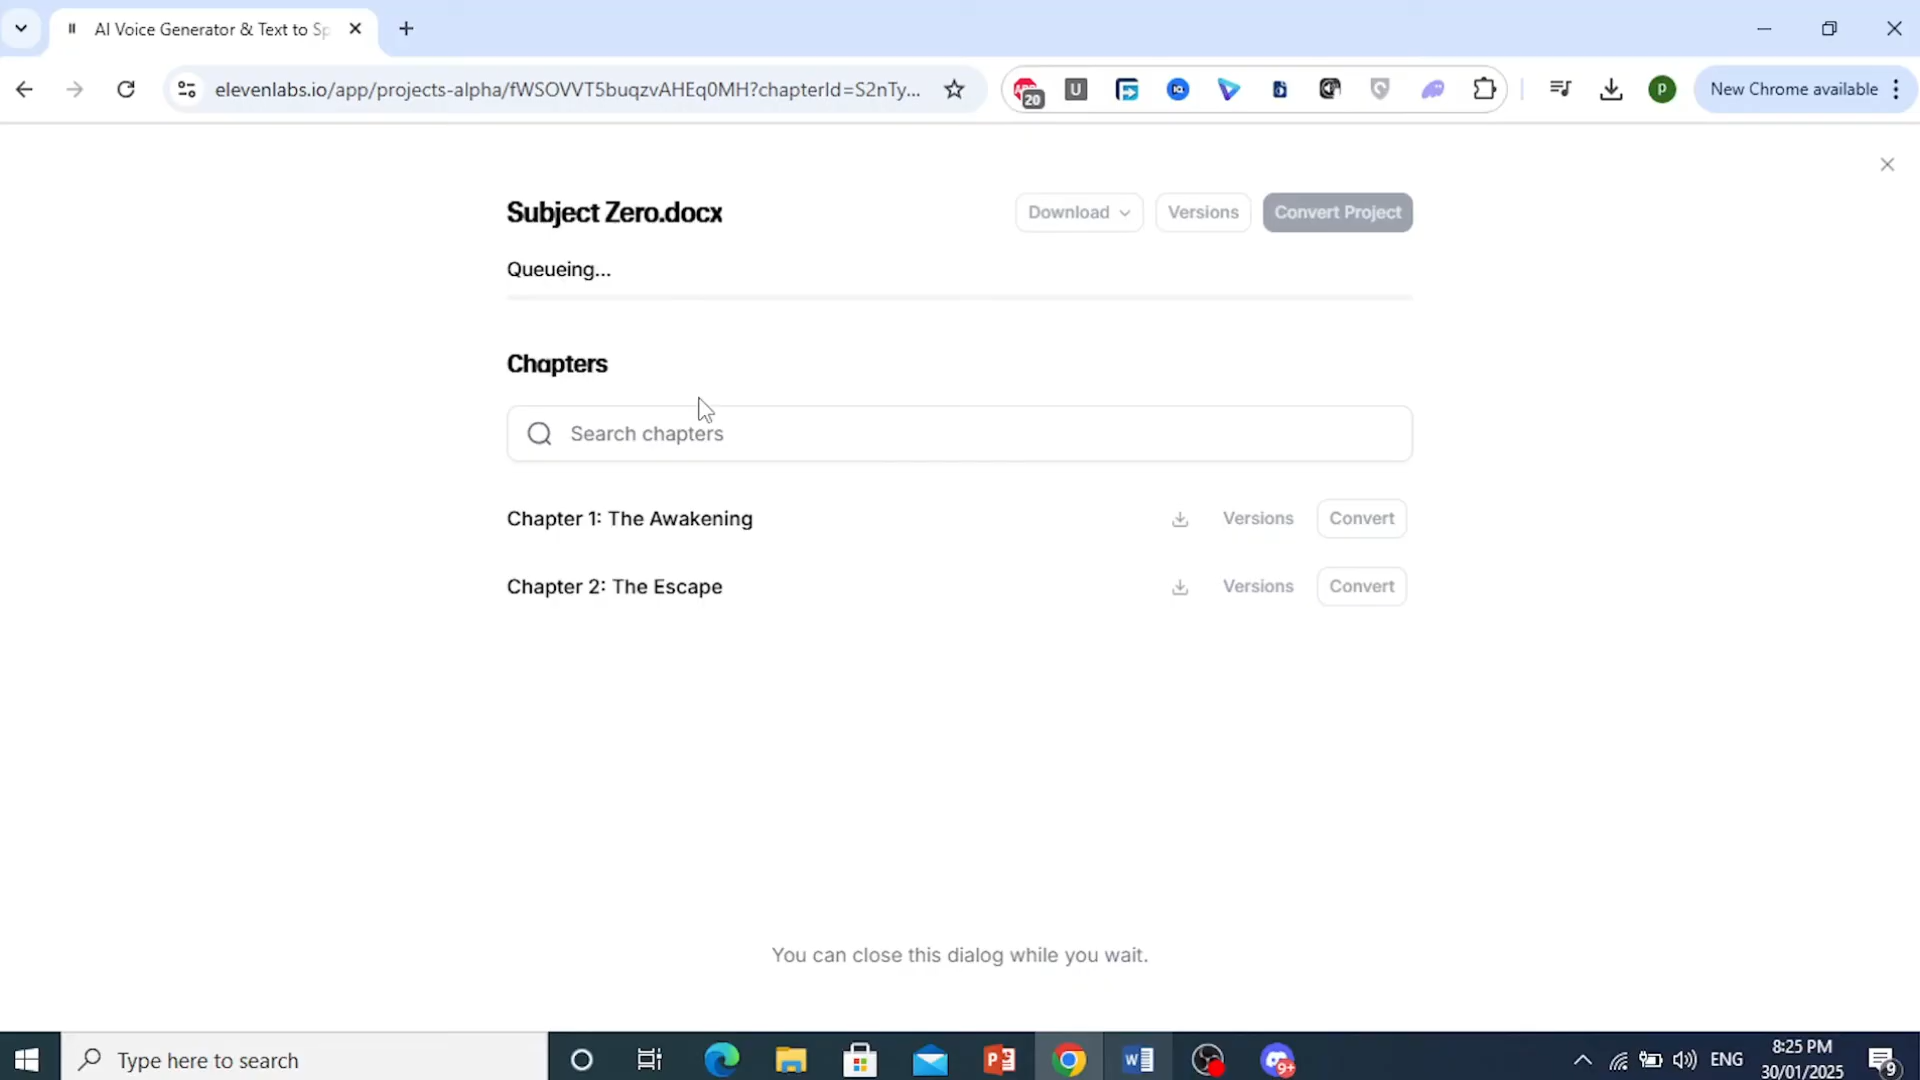 AI Voice Generator & Text to Sp
elevenlabs.io/app/projects-alpha/fWSOVVT5buqzvAHEq0MH?chapterId=S2nTy...
20
U
New Chrome available
P
Subject Zero.docx
Download
Versions
Convert Project
Queueing...
Chapters
Search chapters
Chapter 1: The Awakening
Versions
Convert
Chapter 2: The Escape
Versions
Convert
You can close this dialog while you wait.
Type here to search
9+
ENG
8:25 PM
30/01/2025
9